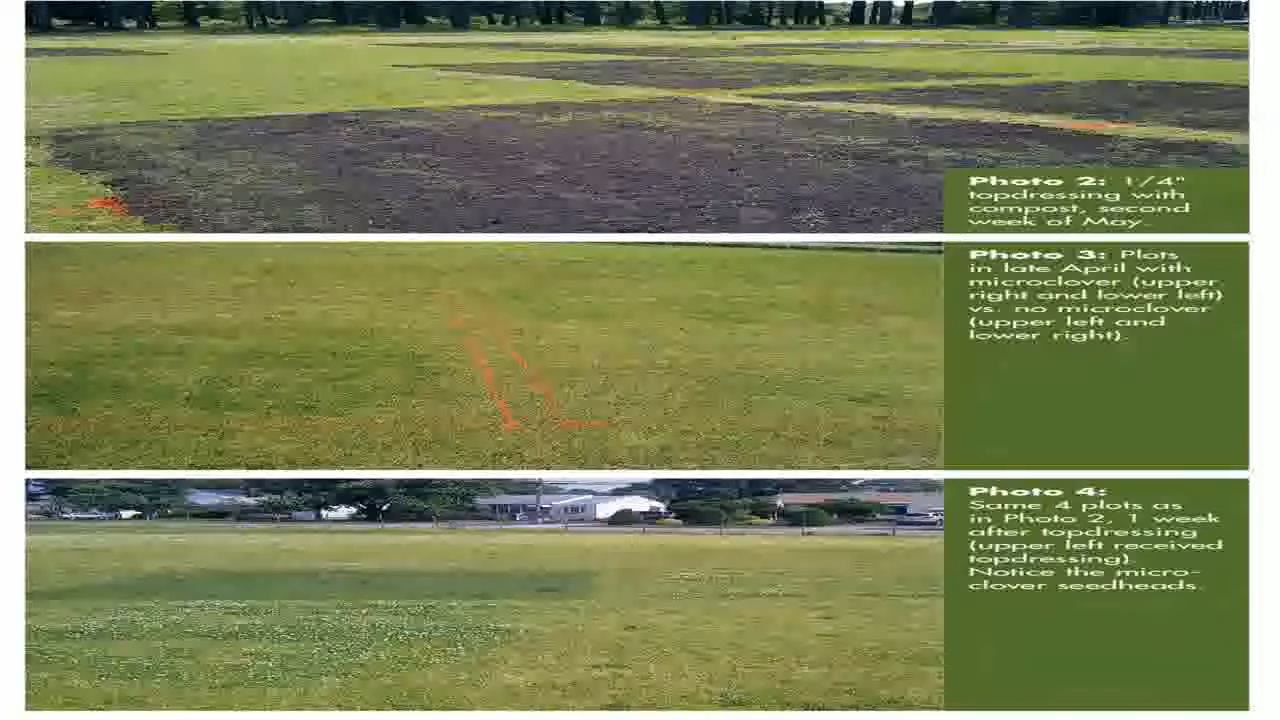 Photo 2: 1/4"
topdressing with
compost, second
week of May.
Photo 3: Plots
in late April with
microclover (upper
right and lower left)
vs. no microclover
(upper left and
lower right).
Photo 4:
Same 4 plots as
in Photo 2, 1 week
after topdressing
(upper left received
topdressing).
Notice the micro-
clover seedheads.